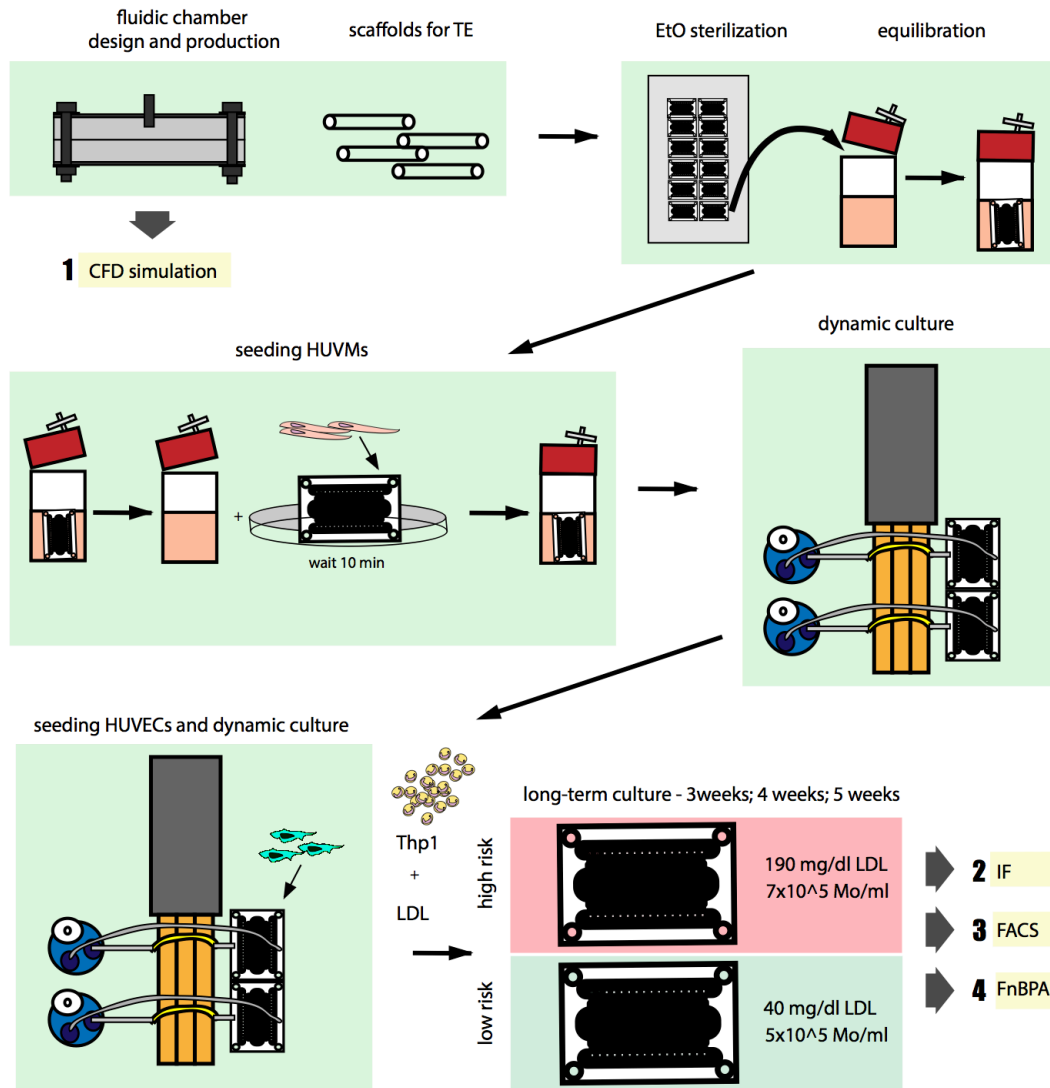 fluidic chamber
design and production
scaffolds for TE
EtO sterilization
equilibration
1 CFD simulation
seeding HUVMs
dynamic culture
+
wait 10 min
seeding HUVECs and dynamic culture
Thp1
+
LDL
long-term culture - 3weeks; 4 weeks; 5 weeks
high risk
190 mg/dl LDL
7x10^5 Mo/ml
low risk
40 mg/dl LDL
5x10^5 Mo/ml
2 IF
3 FACS
4 FnBPA